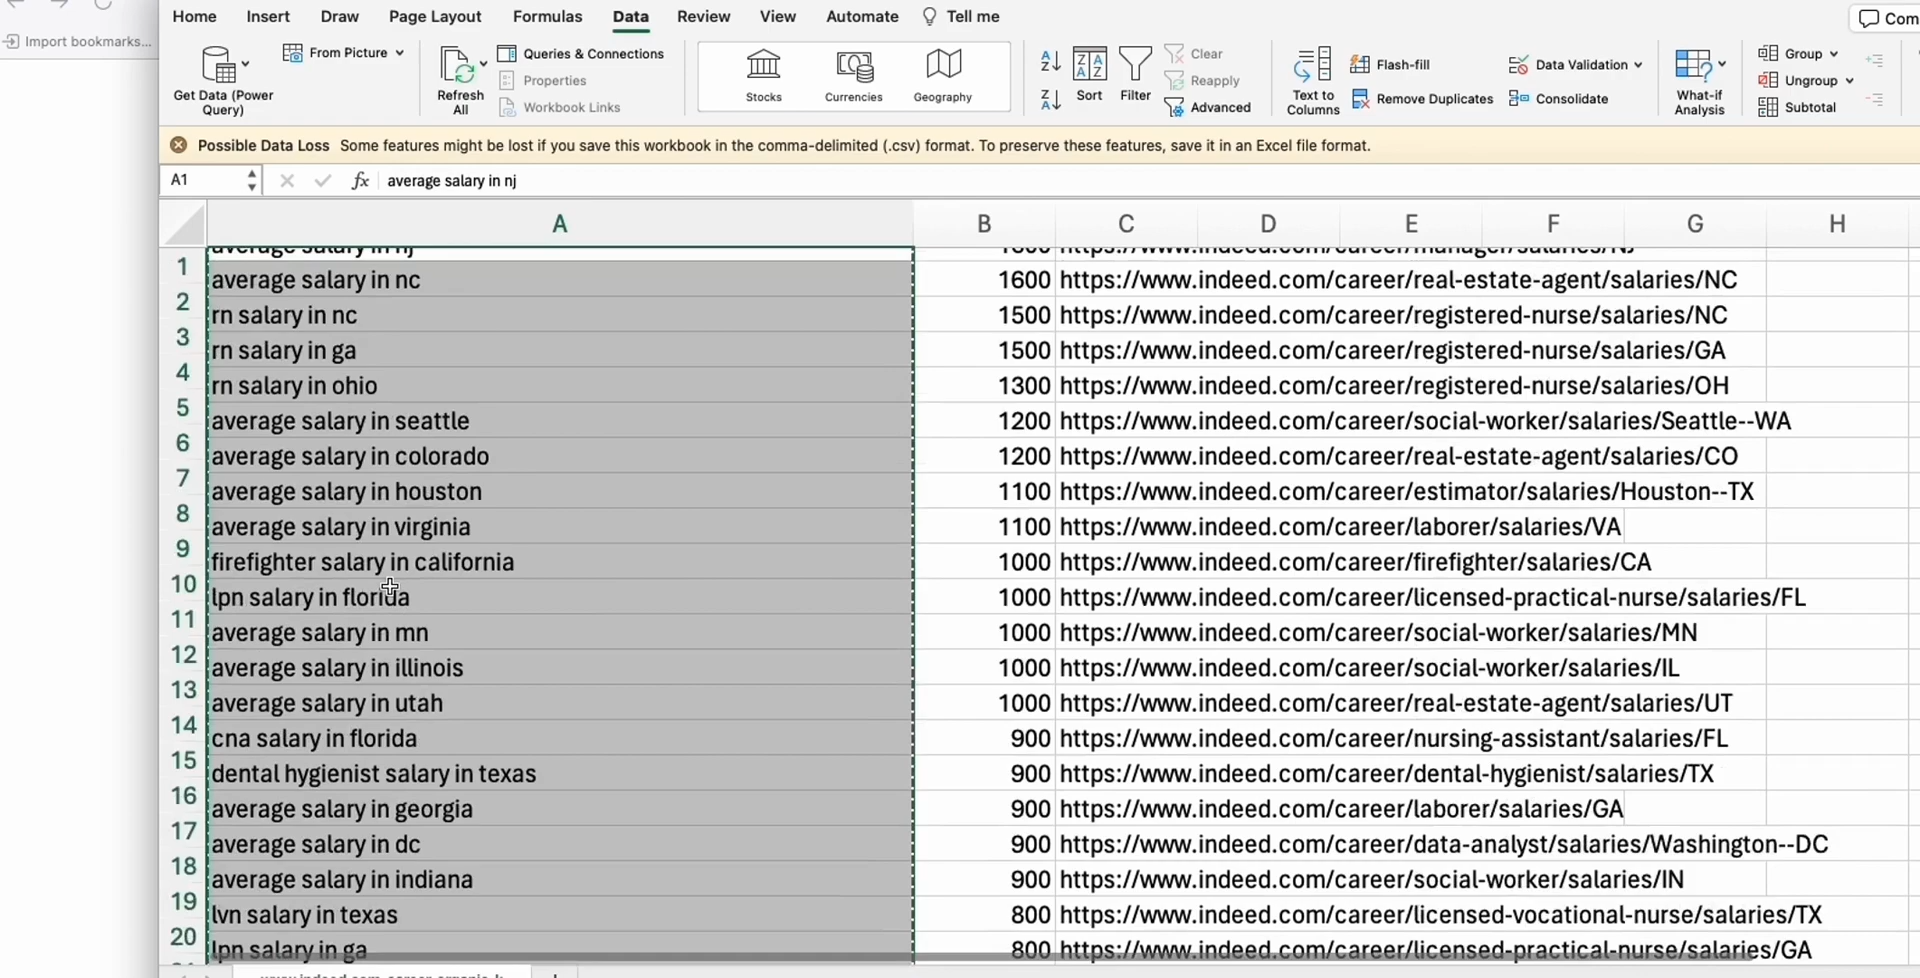 Import bookmarks...
Home Insert Draw Page Layout Formulas Data Review View Automate Tell me
Com
Get Data (Power Query)
From Picture
Refresh All
Queries & Connections
Properties
Workbook Links
Stocks
Currencies
Geography
Sort
Filter
Clear
Reapply
Advanced
Text to Columns
Flash-fill
Remove Duplicates
Data Validation
Consolidate
What-if Analysis
Group
Ungroup
Subtotal
Possible Data Loss Some features might be lost if you save this workbook in the comma-delimited (.csv) format. To preserve these features, save it in an Excel file format.
A1 fx average salary in nj
A B C D E F G H
1 average salary in nj
2 average salary in nc 1600 https://www.indeed.com/career/real-estate-agent/salaries/NC
3 rn salary in nc 1500 https://www.indeed.com/career/registered-nurse/salaries/NC
4 rn salary in ga 1500 https://www.indeed.com/career/registered-nurse/salaries/GA
5 rn salary in ohio 1300 https://www.indeed.com/career/registered-nurse/salaries/OH
6 average salary in seattle 1200 https://www.indeed.com/career/social-worker/salaries/Seattle--WA
7 average salary in colorado 1200 https://www.indeed.com/career/real-estate-agent/salaries/CO
8 average salary in houston 1100 https://www.indeed.com/career/estimator/salaries/Houston--TX
9 average salary in virginia 1100 https://www.indeed.com/career/laborer/salaries/VA
10 firefighter salary in california 1000 https://www.indeed.com/career/firefighter/salaries/CA
11 lpn salary in florida 1000 https://www.indeed.com/career/licensed-practical-nurse/salaries/FL
12 average salary in mn 1000 https://www.indeed.com/career/social-worker/salaries/MN
13 average salary in illinois 1000 https://www.indeed.com/career/social-worker/salaries/IL
14 average salary in utah 1000 https://www.indeed.com/career/real-estate-agent/salaries/UT
15 cna salary in florida 900 https://www.indeed.com/career/nursing-assistant/salaries/FL
16 dental hygienist salary in texas 900 https://www.indeed.com/career/dental-hygienist/salaries/TX
17 average salary in georgia 900 https://www.indeed.com/career/laborer/salaries/GA
18 average salary in dc 900 https://www.indeed.com/career/data-analyst/salaries/Washington--DC
19 average salary in indiana 900 https://www.indeed.com/career/social-worker/salaries/IN
20 lvn salary in texas 800 https://www.indeed.com/career/licensed-vocational-nurse/salaries/TX
lpn salary in ga 800 https://www.indeed.com/career/licensed-practical-nurse/salaries/GA